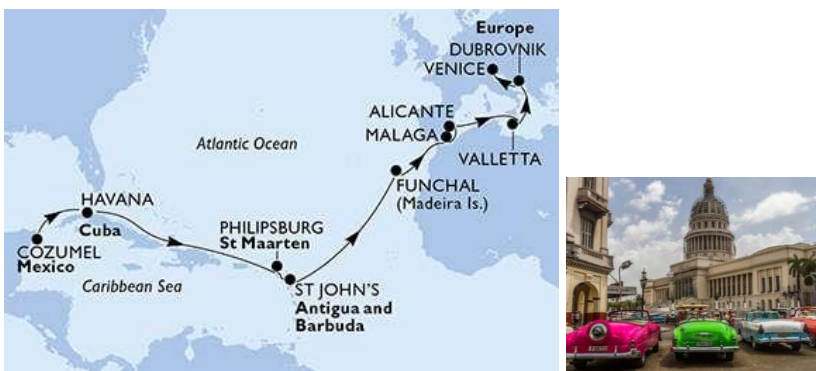 Europe
DUBROVNIK
VENICE
ALICANTE
MALAGA
Atlantic Ocean
VALLETTA
HAVANA
Cuba
FUNCHAL
(Madeira Is.)
PHILIPSBURG
St Maarten
COZUMEL
Mexico
Caribbean Sea
ST JOHN'S
Antigua and
Barbuda